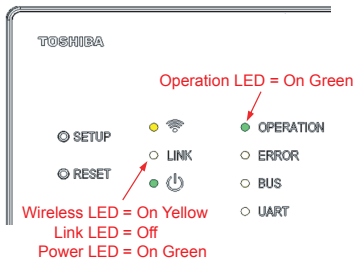 TOSHIBA
Operation LED = On Green
OPERATION
SETUP
LINK
ERROR
RESET
BUS
UART
Wireless LED = On Yellow
Link LED = Off
Power LED = On Green